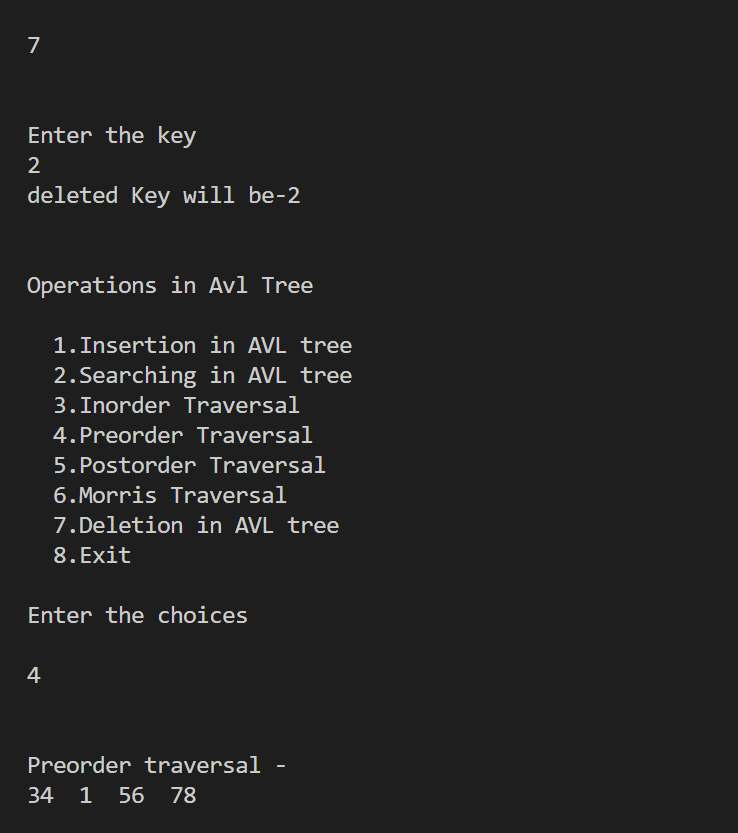 7
Enter the key
2
deleted Key will be-2
Operations in Avl Tree
1.Insertion in AVL tree
2.Searching in AVL tree
3.Inorder Traversal
4.Preorder Traversal
5.Postorder Traversal
6.Morris Traversal
7.Deletion in AVL tree
8.Exit
Enter the choices
4
Preorder traversal -
34  1  56  78